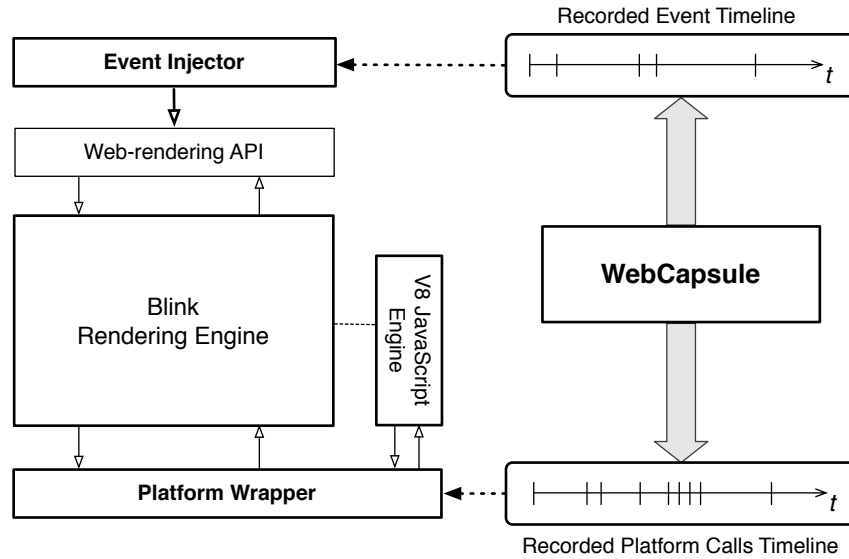 Recorded Event Timeline
Event Injector
t
Web-rendering API
Blink
Rendering Engine
V8 JavaScript
Engine
WebCapsule
Platform Wrapper
t
Recorded Platform Calls Timeline